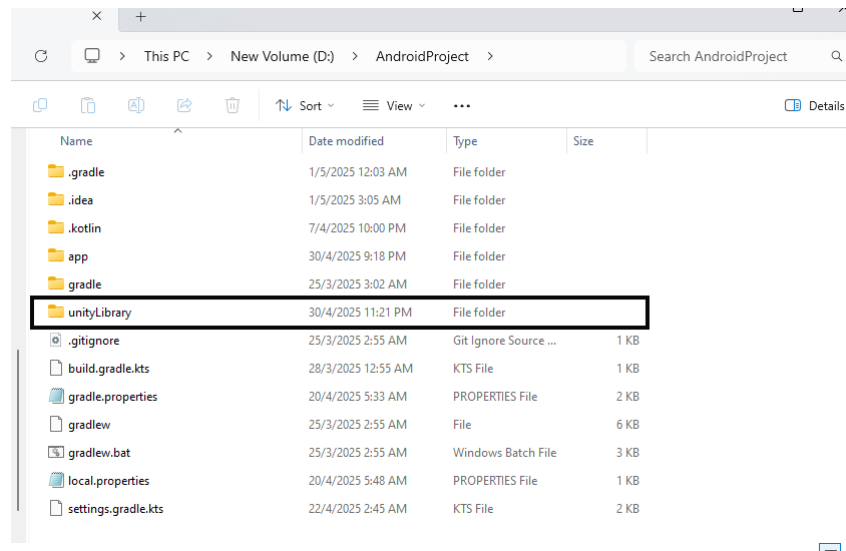 This PC > New Volume (D:) > AndroidProject > Search AndroidProject
Sort View ... Details
Name Date modified Type Size
.gradle 1/5/2025 12:03 AM File folder
.idea 1/5/2025 3:05 AM File folder
.kotlin 7/4/2025 10:00 PM File folder
app 30/4/2025 9:18 PM File folder
gradle 25/3/2025 3:02 AM File folder
unityLibrary 30/4/2025 11:21 PM File folder
.gitignore 25/3/2025 2:55 AM Git Ignore Source ... 1 KB
build.gradle.kts 28/3/2025 12:55 AM KTS File 1 KB
gradle.properties 20/4/2025 5:33 AM PROPERTIES File 2 KB
gradlew 25/3/2025 2:55 AM File 6 KB
gradlew.bat 25/3/2025 2:55 AM Windows Batch File 3 KB
local.properties 20/4/2025 5:48 AM PROPERTIES File 1 KB
settings.gradle.kts 22/4/2025 2:45 AM KTS File 2 KB